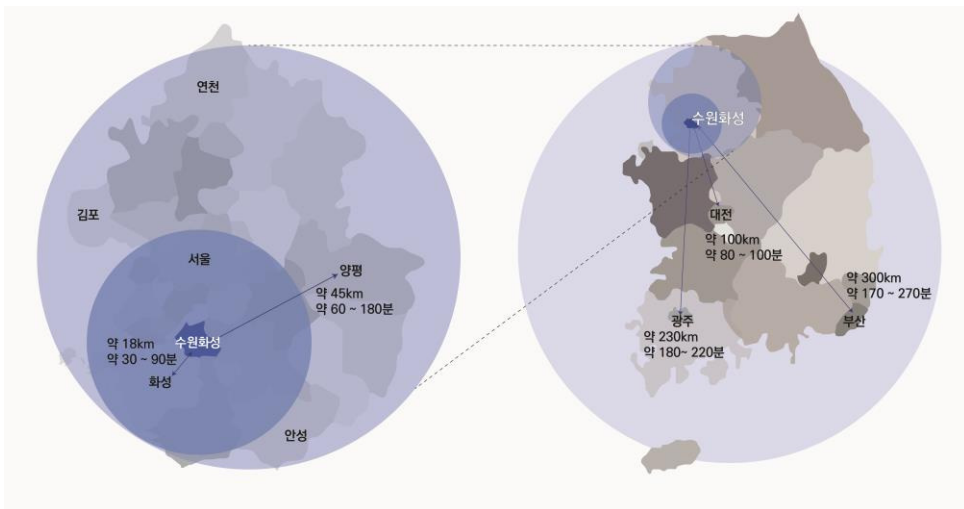 연천
김포
서울
양평
약 45km
약 60 ~ 180분
약 18km
약 30 ~ 90분
수원화성
화성
안성
수원화성
대전
약 100km
약 80 ~ 100분
약 300km
약 170 ~ 270분
부산
광주
약 230km
약 180~ 220분